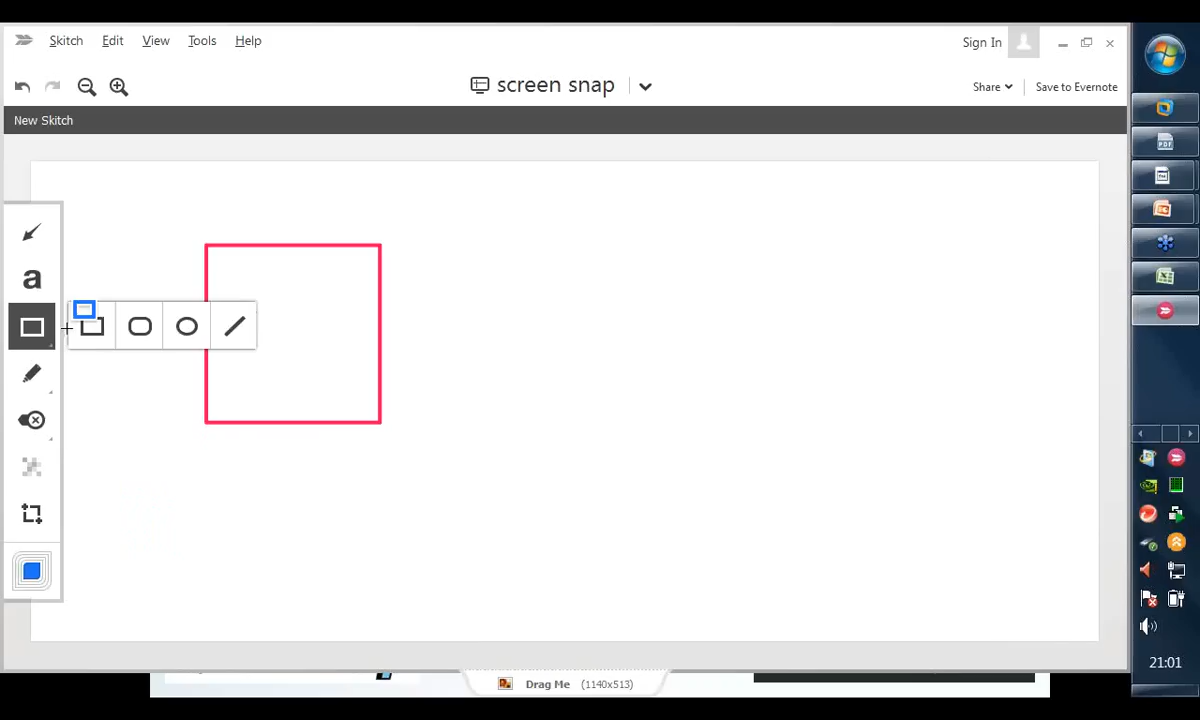 Skitch Edit View Tools Help
Sign In
screen snap
Share
Save to Evernote
New Skitch
a
PDF
Drag Me (1140x513)
21:01